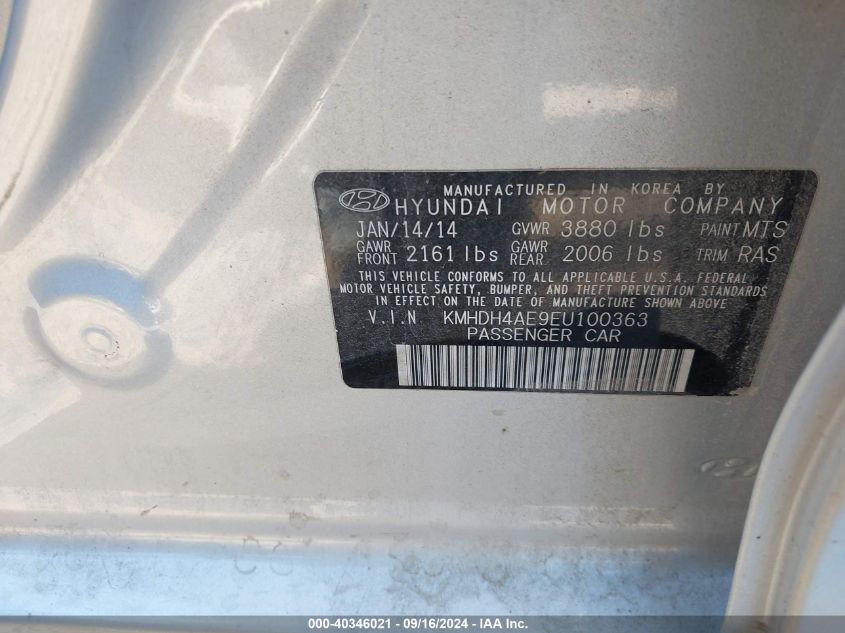 MANUFACTURED IN KOREA BY
HYUNDAI MOTOR COMPANY
JAN/14/14 GVWR 3880 lbs PAINT MTS
GAWR FRONT 2161 lbs GAWR REAR 2006 lbs TRIM RAS
THIS VEHICLE CONFORMS TO ALL APPLICABLE U.S.A. FEDERAL
MOTOR VEHICLE SAFETY, BUMPER, AND THEFT PREVENTION STANDARDS
IN EFFECT ON THE DATE OF MANUFACTURE SHOWN ABOVE.
V.I.N KMHDH4AE9EU100363
PASSENGER CAR
000-40346021 - 09/16/2024 - IAA Inc.